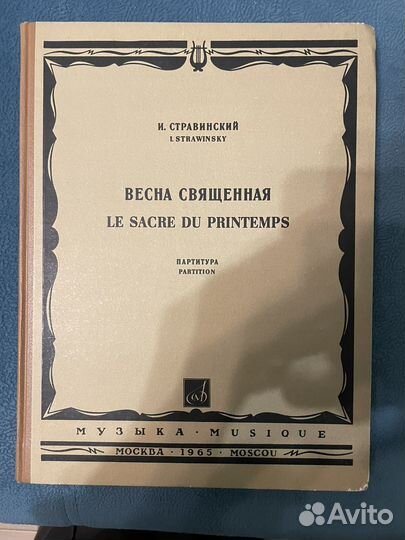 И. СТРАВИНСКИЙ
I. STRAWINSKY
ВЕСНА СВЯЩЕННАЯ
LE SACRE DU PRINTEMPS
ПАРТИТУРА
PARTITION
МУЗЫКА · MUSIQUE
МОСКВА · 1965 · MOSCOU
Avito